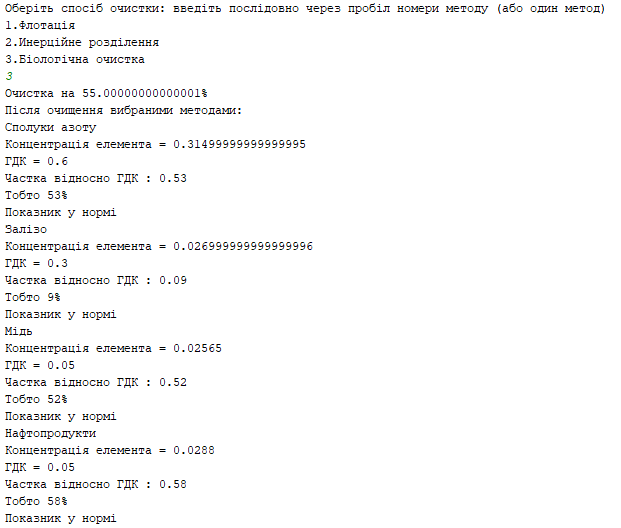 Оберіть спосіб очистки: введіть послідовно через пробіл номери методу (або один метод)
1.Флотація
2.Инерційне розділення
3.Біологічна очистка
3
Очистка на 55.00000000000001%
Після очищення вибраними методами:
Сполуки азоту
Концентрація елемента = 0.31499999999999995
ГДК = 0.6
Частка відносно ГДК : 0.53
Тобто 53%
Показник у нормі
Залізо
Концентрація елемента = 0.026999999999999996
ГДК = 0.3
Частка відносно ГДК : 0.09
Тобто 9%
Показник у нормі
Мідь
Концентрація елемента = 0.02565
ГДК = 0.05
Частка відносно ГДК : 0.52
Тобто 52%
Показник у нормі
Нафтопродукти
Концентрація елемента = 0.0288
ГДК = 0.05
Частка відносно ГДК : 0.58
Тобто 58%
Показник у нормі